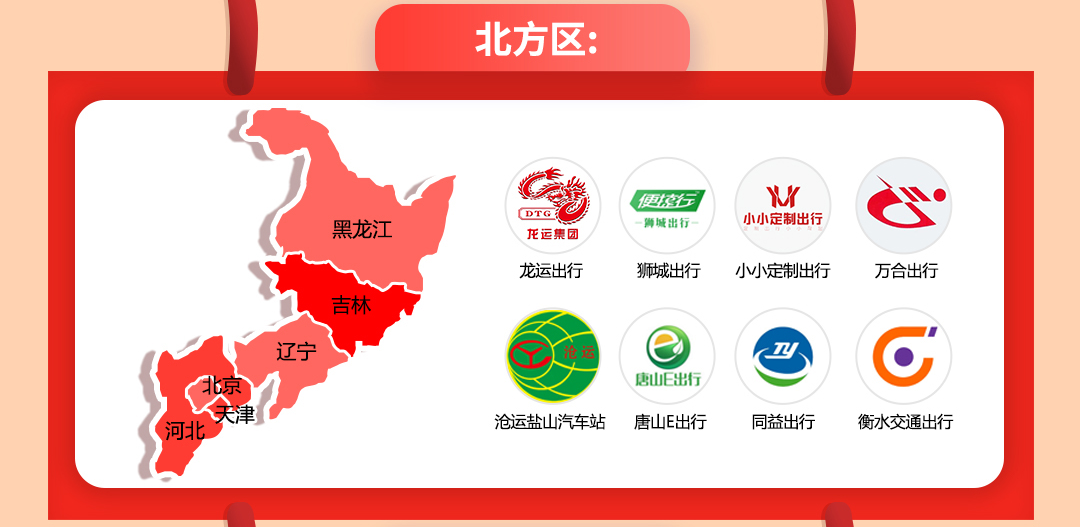 北方区:
黑龙江
吉林
辽宁
北京
天津
河北
DTG
龙运集团
龙运出行
便捷行
狮城出行
狮城出行
小小定制出行
小小定制出行
万合出行
沧运
沧运盐山汽车站
唐山E出行
唐山E出行
TY
同益出行
衡水交通出行